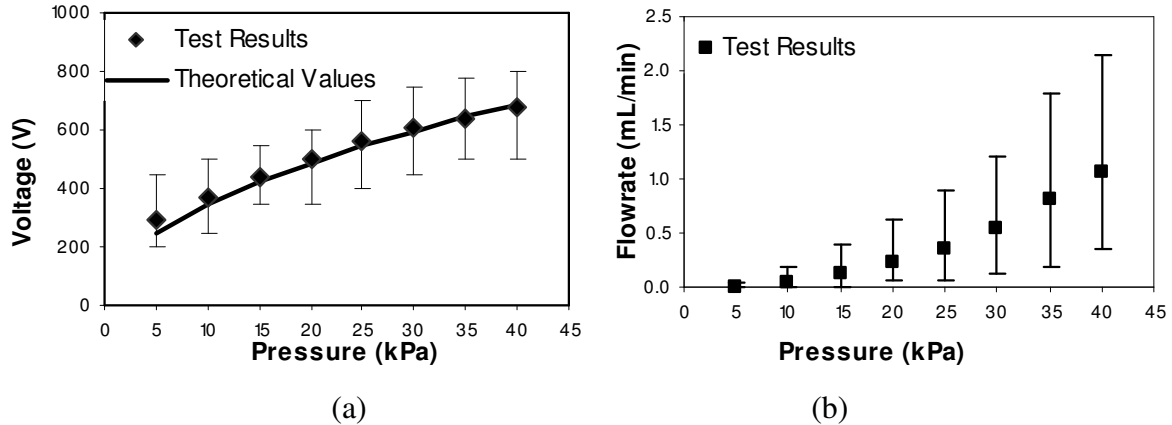 1000
800
600
400
200
0
Voltage (V)
Test Results
Theoretical Values
0 5 10 15 20 25 30 35 40 45
Pressure (kPa)
(a)
2.5
2.0
1.5
1.0
0.5
0.0
Flowrate (mL/min)
Test Results
0 5 10 15 20 25 30 35 40 45
Pressure (kPa)
(b)